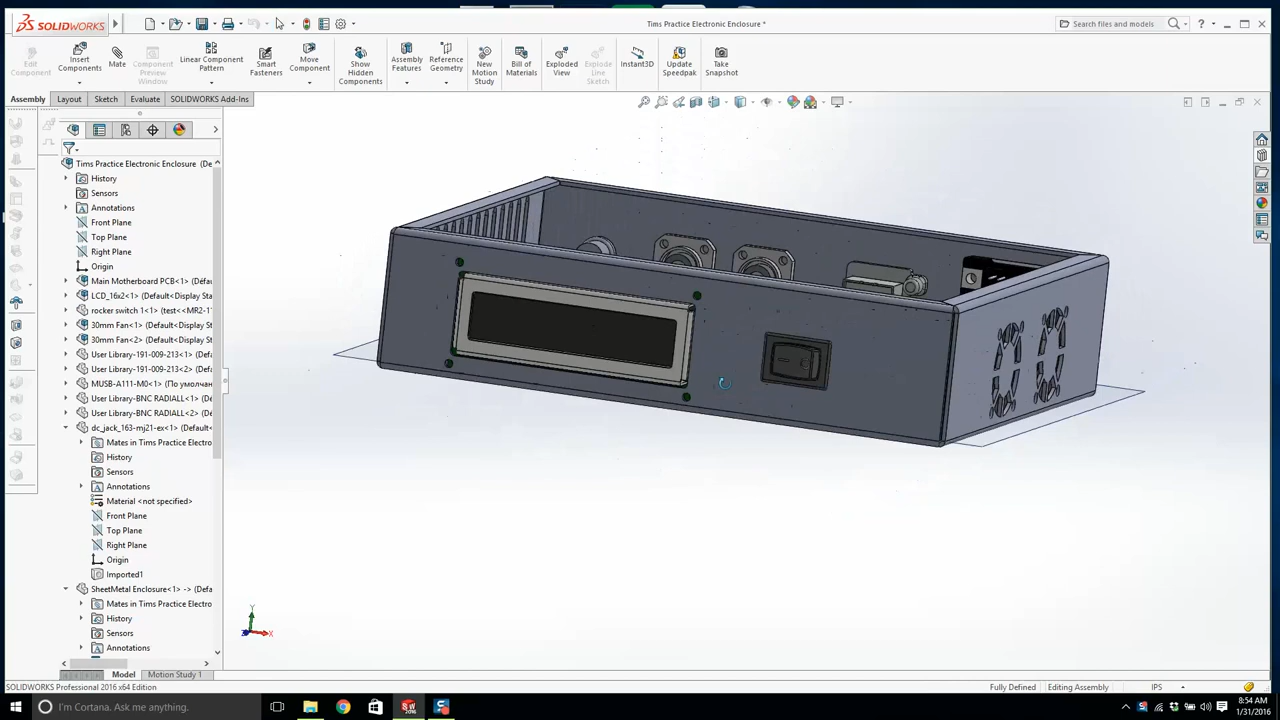 SOLIDWORKS
Tims Practice Electronic Enclosure *
Search files and models
Edit Component
Insert Components
Mate
Component Preview Window
Linear Component Pattern
Smart Fasteners
Move Component
Show Hidden Components
Assembly Features
Reference Geometry
New Motion Study
Bill of Materials
Exploded View
Explode Line Sketch
Instant3D
Update Speedpak
Take Snapshot
Assembly Layout Sketch Evaluate SOLIDWORKS Add-Ins
Tims Practice Electronic Enclosure (De
History
Sensors
Annotations
Front Plane
Top Plane
Right Plane
Origin
Main Motherboard PCB<1> (Défau
LCD_16x2<1> (Default<Display Sta
rocker switch 1<1> (test<<MR2-11
30mm Fan<1> (Default<Display St
30mm Fan<2> (Default<Display St
User Library-191-009-213<1> (Defa
User Library-191-009-213<2> (Defa
MUSB-A111-M0<1> (По умолчан
User Library-BNC RADIALL<1> (Def
User Library-BNC RADIALL<2> (Def
dc_jack_163-mj21-ex<1> (Default<
Mates in Tims Practice Electro
History
Sensors
Annotations
Material <not specified>
Front Plane
Top Plane
Right Plane
Origin
Imported1
SheetMetal Enclosure<1> -> (Defa
Mates in Tims Practice Electro
History
Sensors
Annotations
Y
X
Model Motion Study 1
SOLIDWORKS Professional 2016 x64 Edition
Fully Defined Editing Assembly IPS
I'm Cortana. Ask me anything.
8:54 AM
1/31/2016